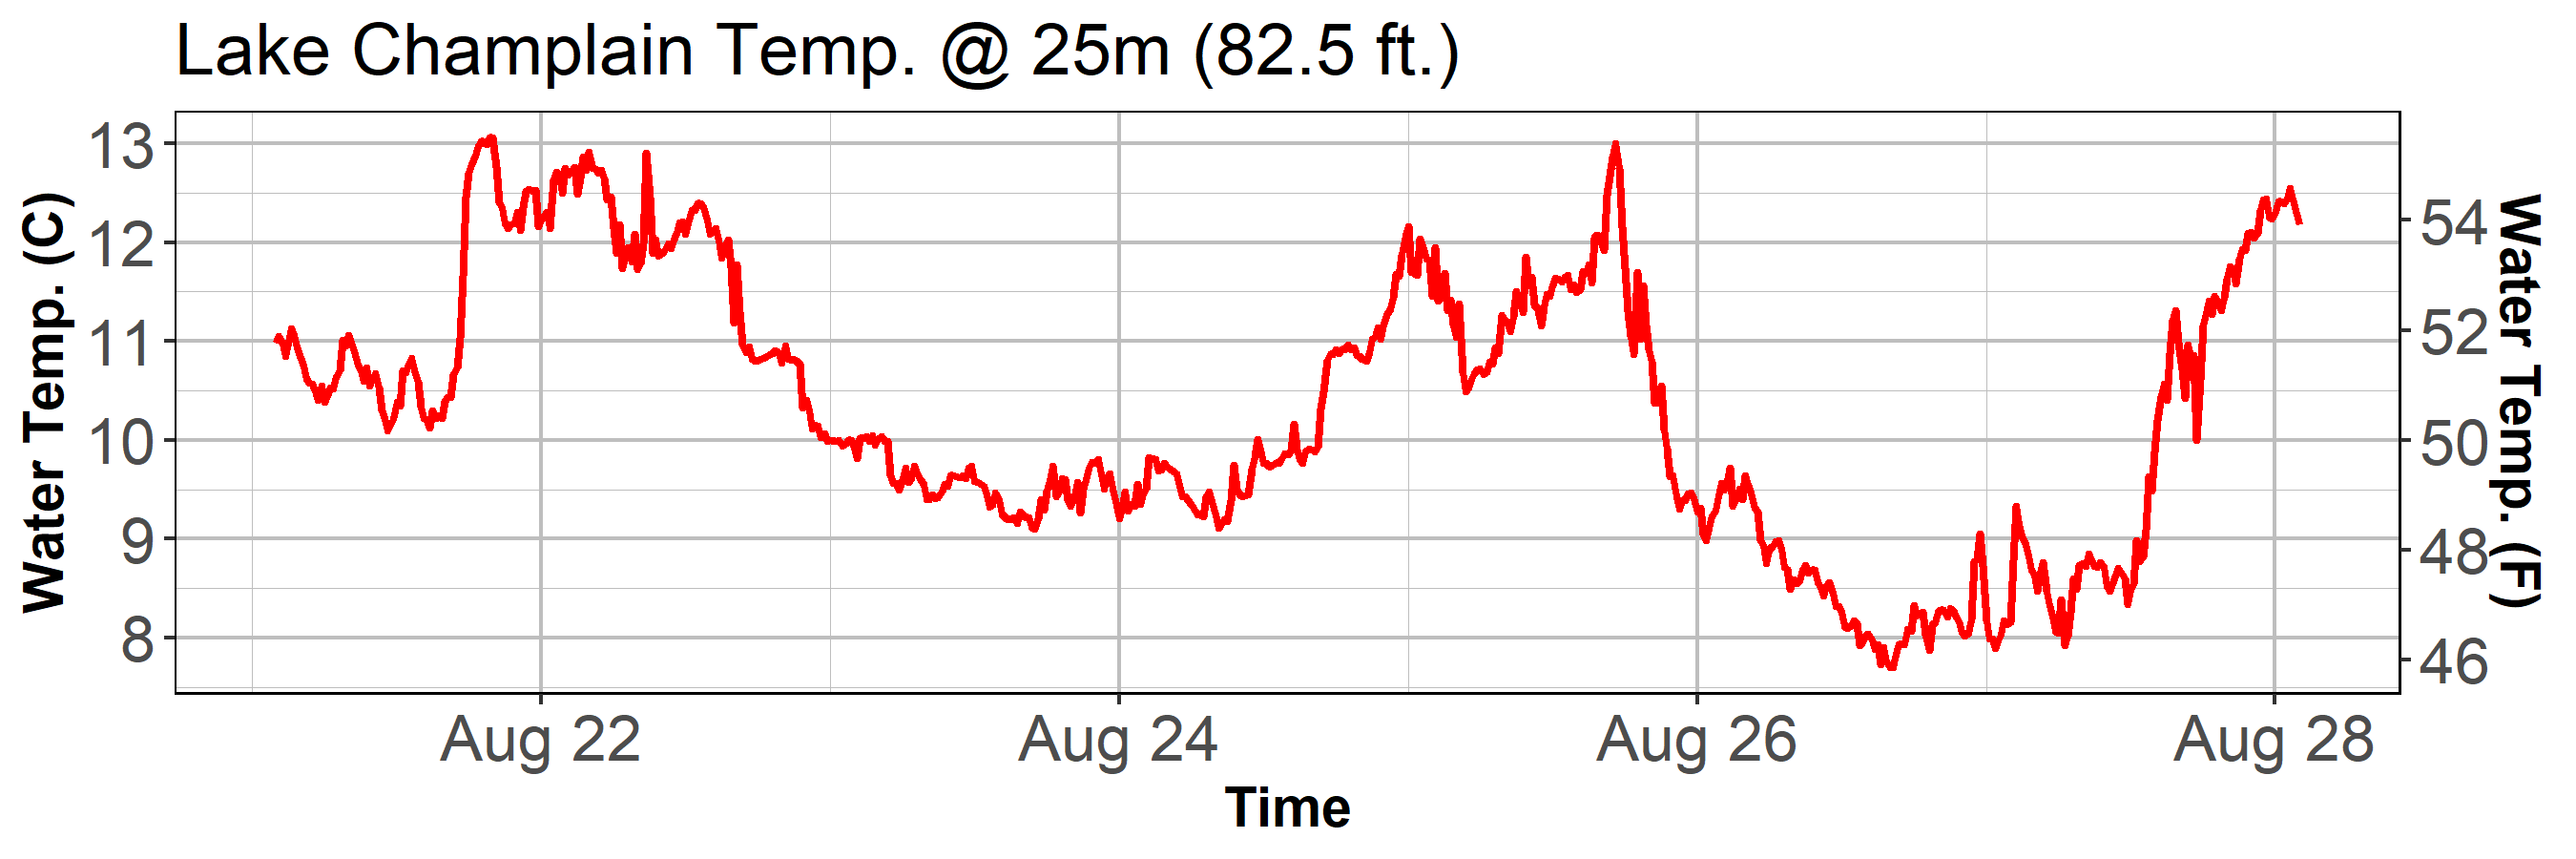 Lake Champlain Temp. @ 25m (82.5 ft.)
Water Temp. (C)
13
12
11
10
9
8
54
52
50
48
46
Water Temp. (F)
Aug 22 Aug 24 Aug 26 Aug 28
Time